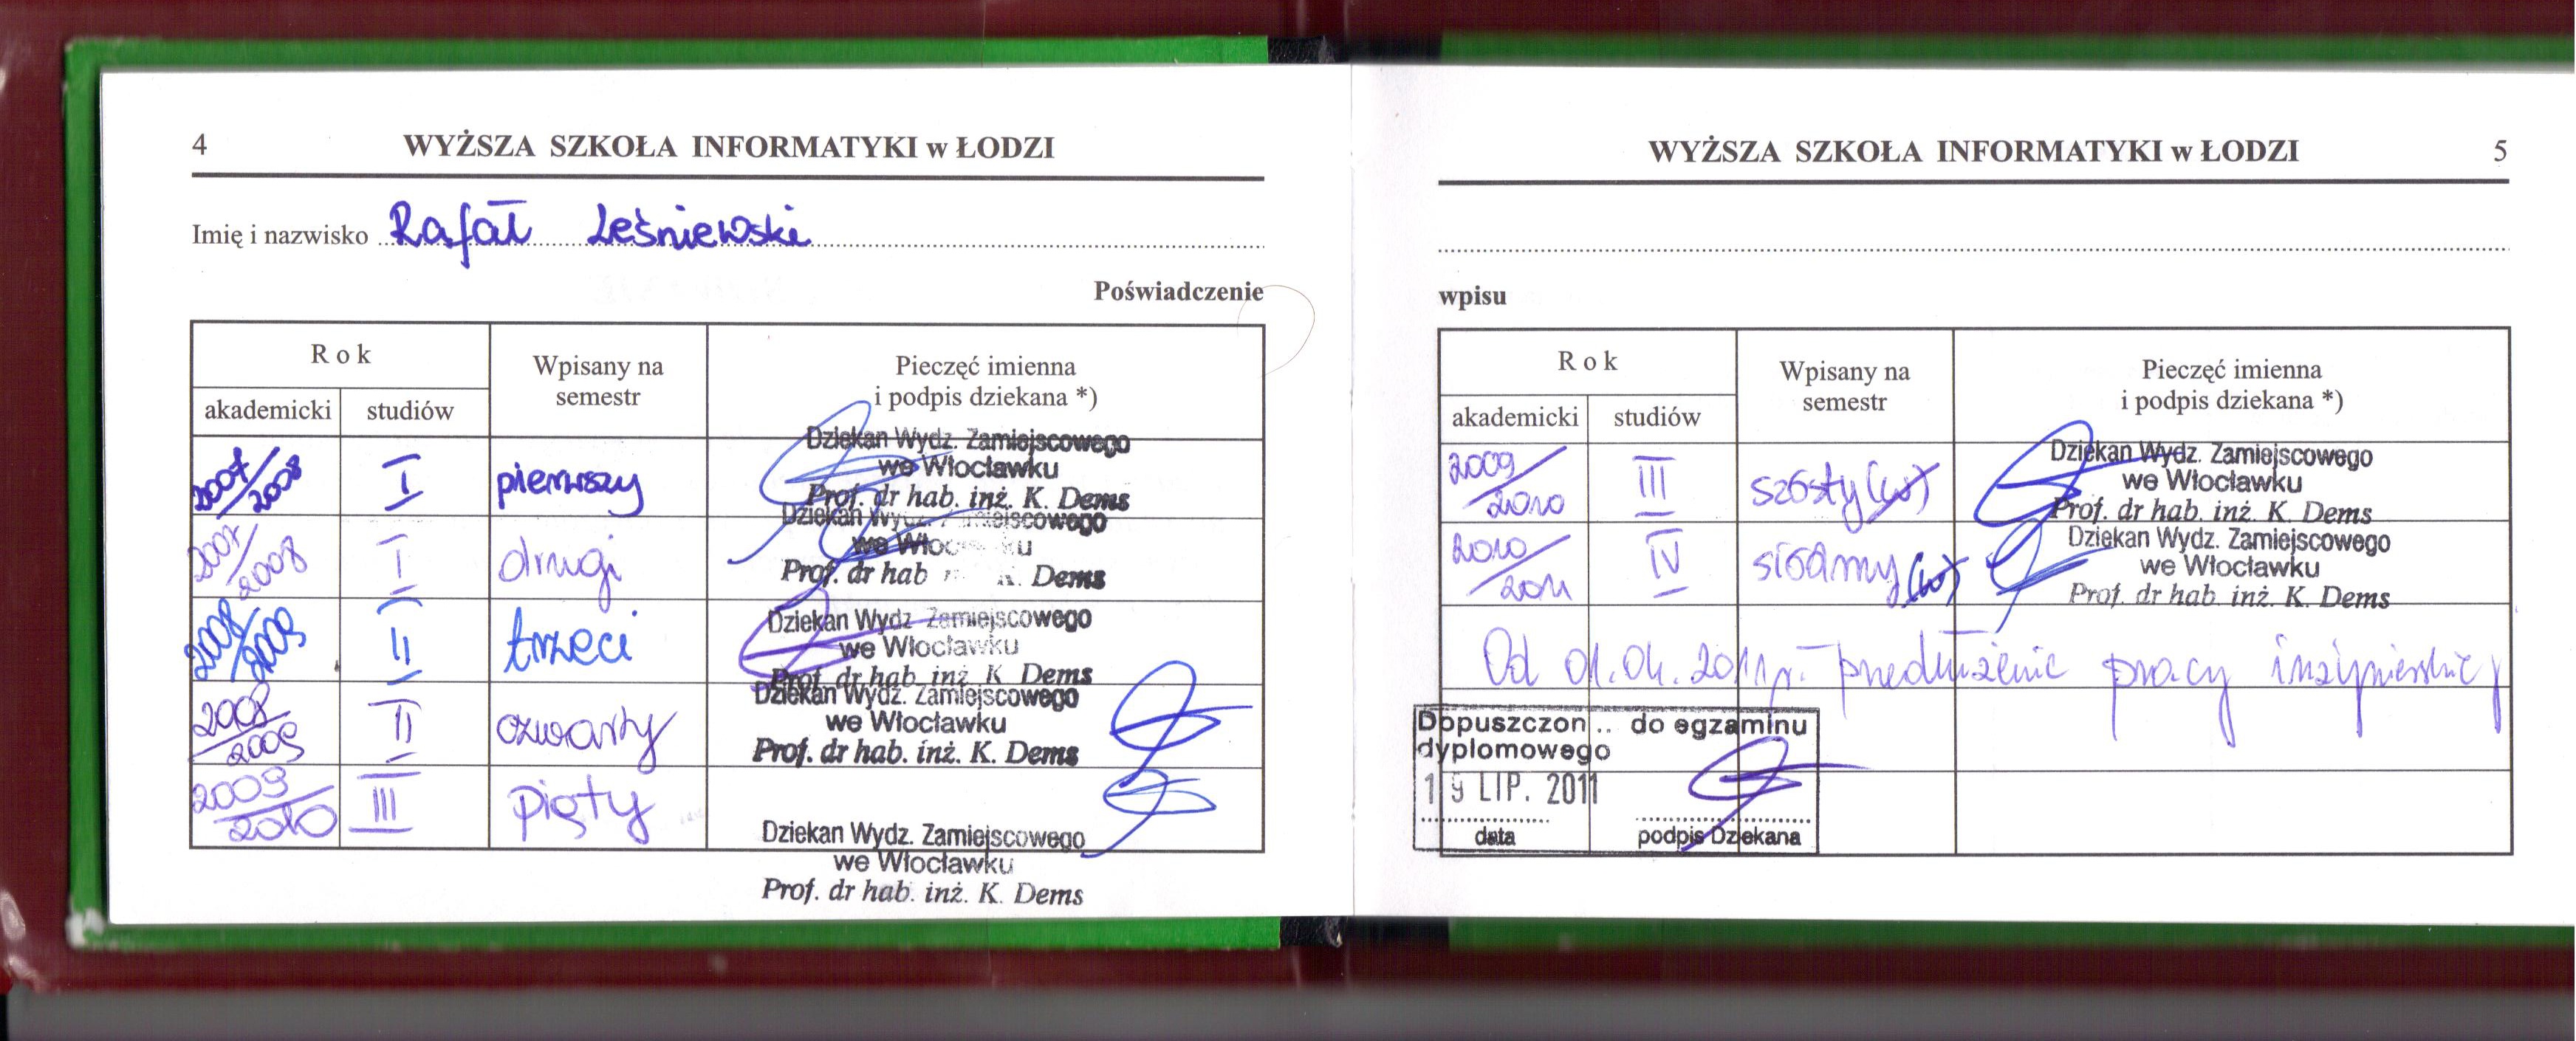 4 WYŻSZA SZKOŁA INFORMATYKI w ŁODZI
Imię i nazwisko Rafał Leśniewski
Poświadczenie
Rok
Wpisany na semestr
Pieczęć imienna i podpis dziekana *)
akademicki studiów
2007/2008 I pierwszy
Dziekan Wydz. Zamiejscowego
we Włocławku
Prof. dr hab. inż. K. Dems
2007/2008 I drugi
Dziekan Wydz. Zamiejscowego
we Włocławku
Prof. dr hab K. Dems
2008/2009 II trzeci
Dziekan Wydz. Zamiejscowego
we Włocławku
Prof. dr hab inż. K Dems
2008/2009 II czwarty
Dziekan Wydz. Zamiejscowego
we Włocławku
Prof. dr hab. inż. K. Dems
2009/2010 III piąty
Dziekan Wydz. Zamiejscowego
we Włocławku
Prof. dr hab. inż. K. Dems
WYŻSZA SZKOŁA INFORMATYKI w ŁODZI 5
wpisu
Rok
Wpisany na semestr
Pieczęć imienna i podpis dziekana *)
akademicki studiów
2009/2010 III szósty (w)
Dziekan Wydz. Zamiejscowego
we Włocławku
Prof. dr hab. inż. K. Dems
2010/2011 IV siódmy (w)
Dziekan Wydz. Zamiejscowego
we Włocławku
Prof. dr hab. inż. K. Dems
Od 01.04.2011r. – przedłużenie pracy inżynierskiej
Dopuszczon.. do egzaminu
dyplomowego
19 LIP. 2011
data podpis Dziekana